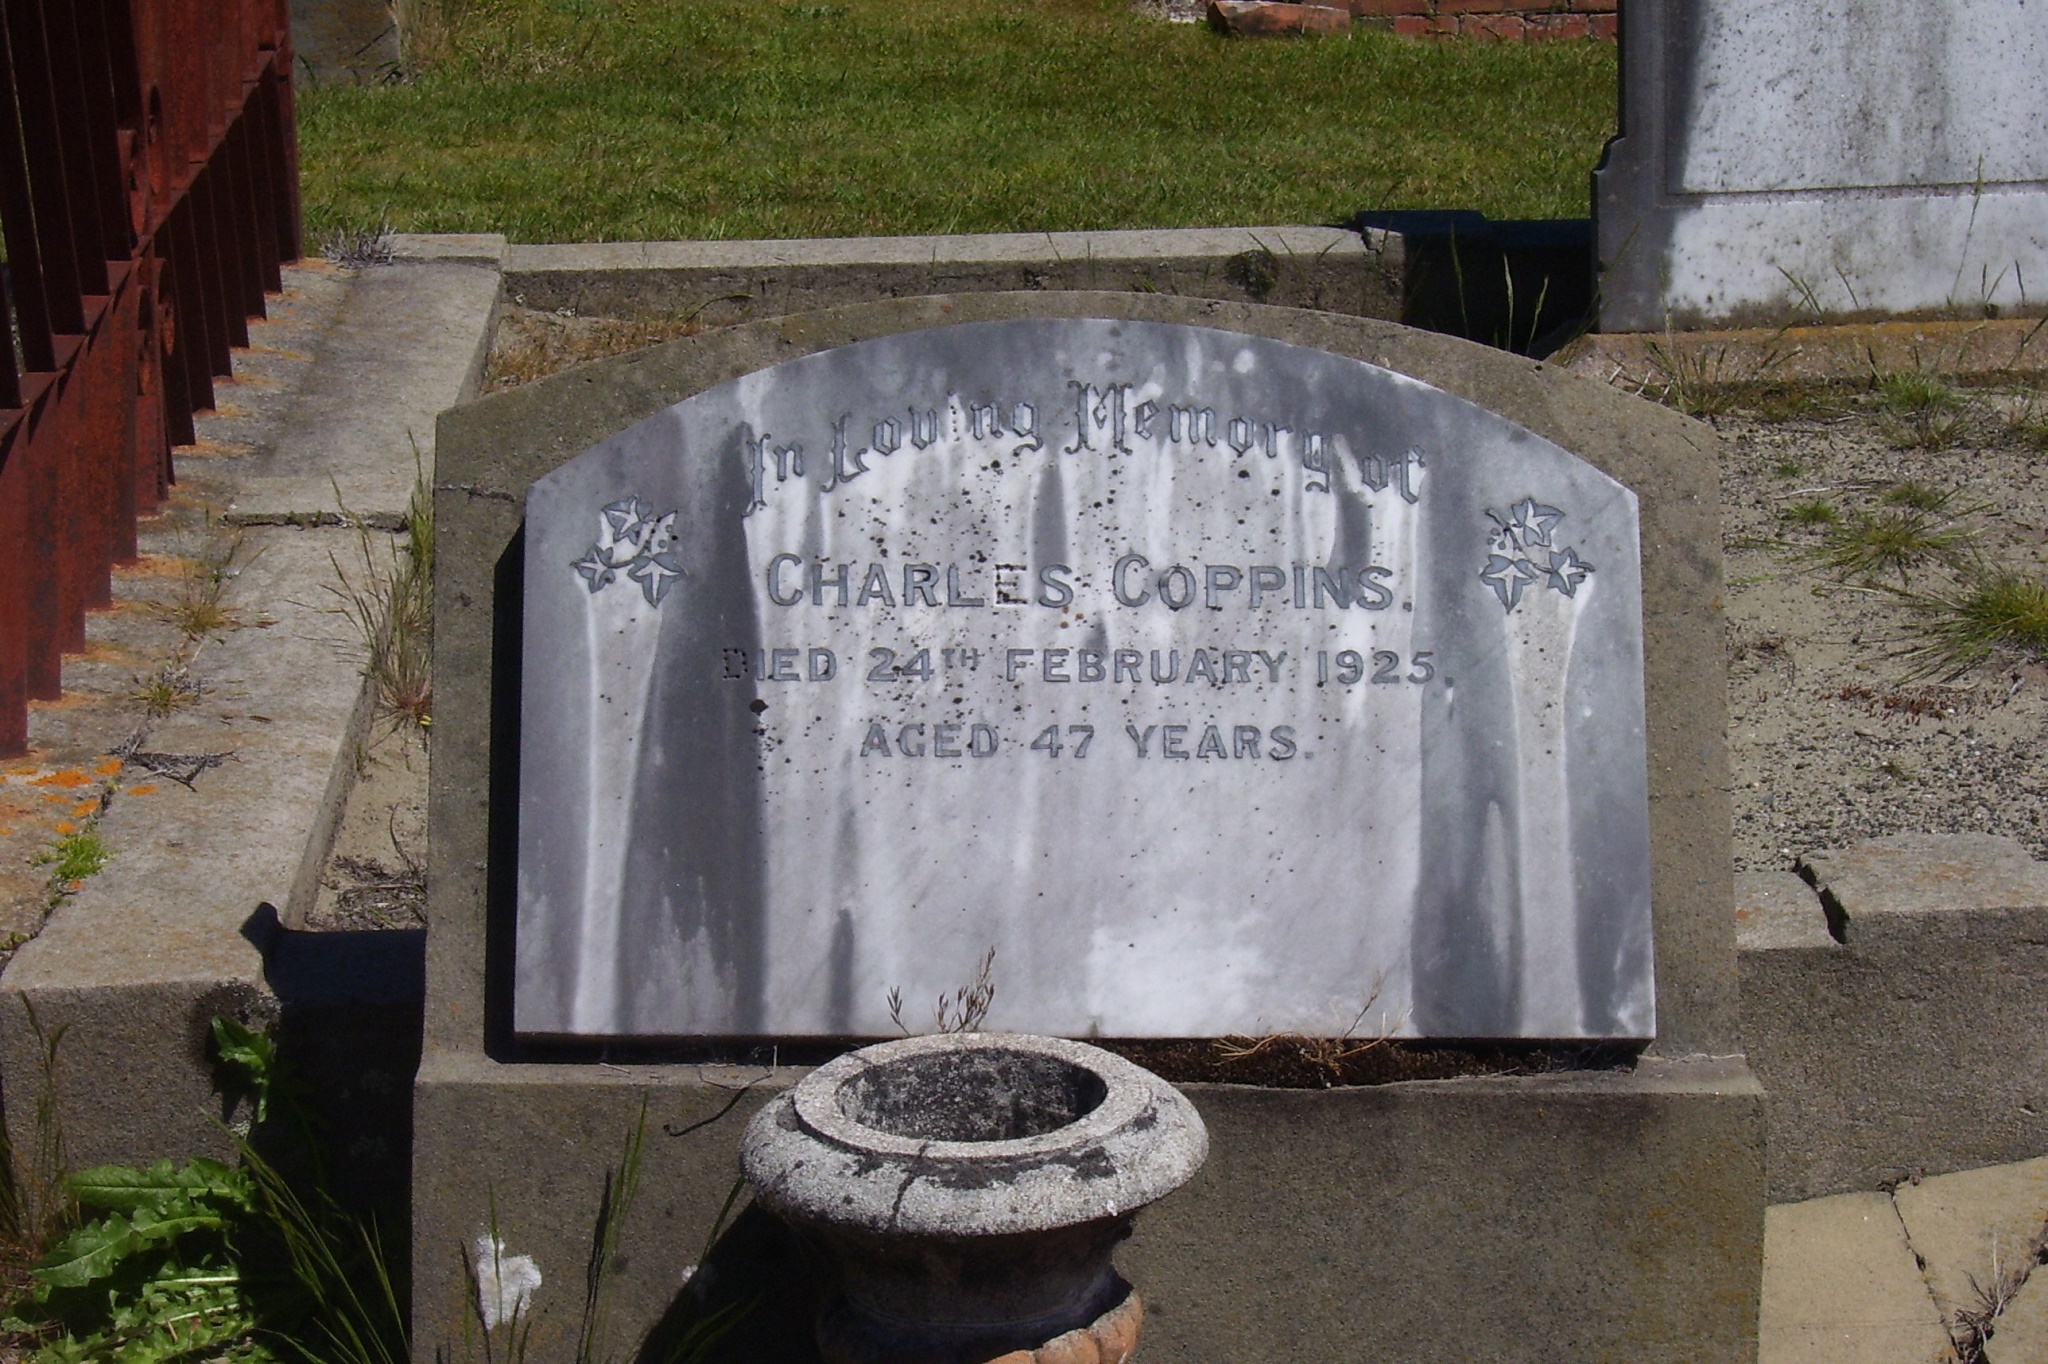 In Loving Memory of
CHARLES COPPINS.
DIED 24TH FEBRUARY 1925.
AGED 47 YEARS.